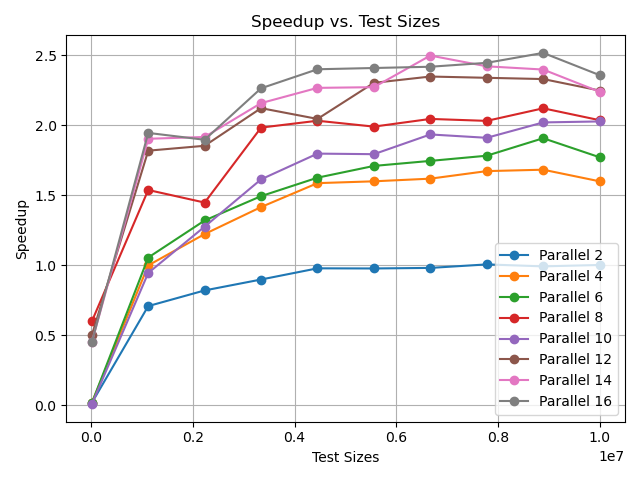 Speedup vs. Test Sizes
2.5
2.0
1.5
1.0
0.5
0.0
Speedup
Parallel 2
Parallel 4
Parallel 6
Parallel 8
Parallel 10
Parallel 12
Parallel 14
Parallel 16
0.0 0.2 0.4 0.6 0.8 1.0
1e7
Test Sizes